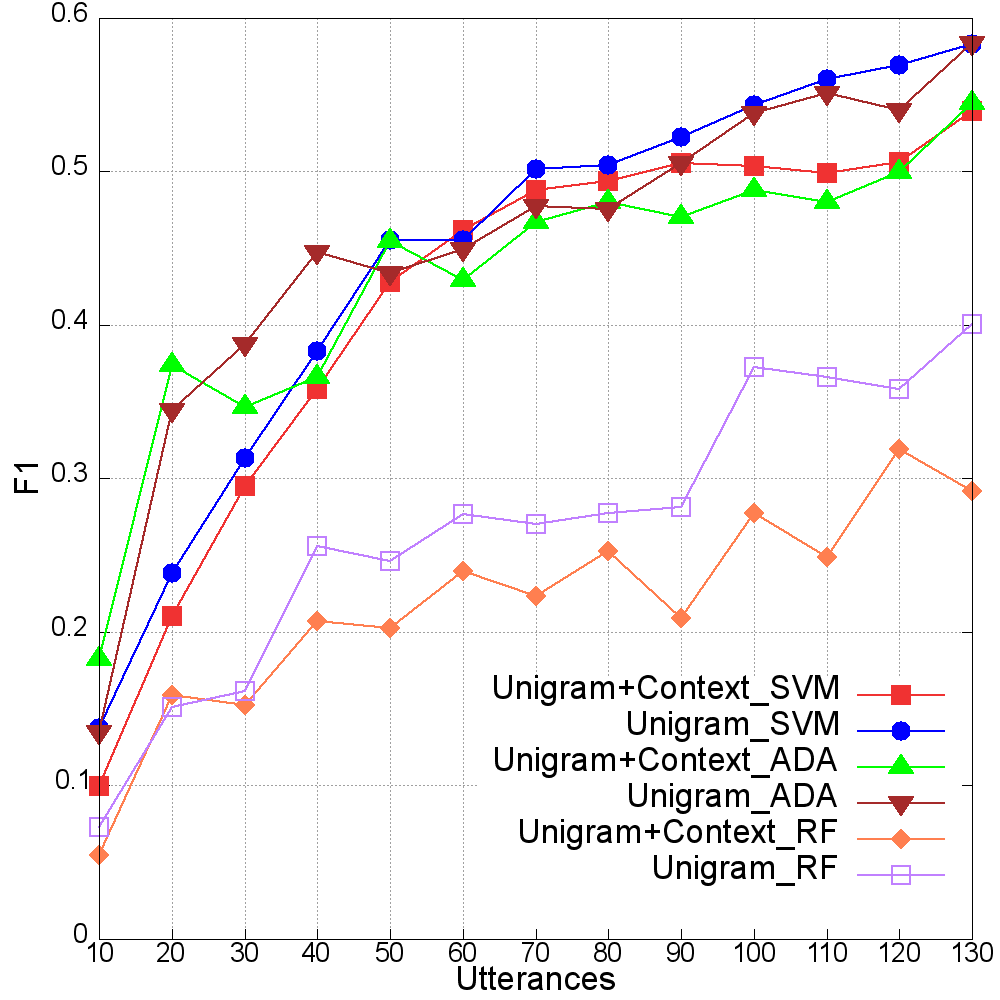 0.6
0.5
0.4
0.3
0.2
0.1
0
F1
Unigram+Context_SVM
Unigram_SVM
Unigram+Context_ADA
Unigram_ADA
Unigram+Context_RF
Unigram_RF
10 20 30 40 50 60 70 80 90 100 110 120 130
Utterances